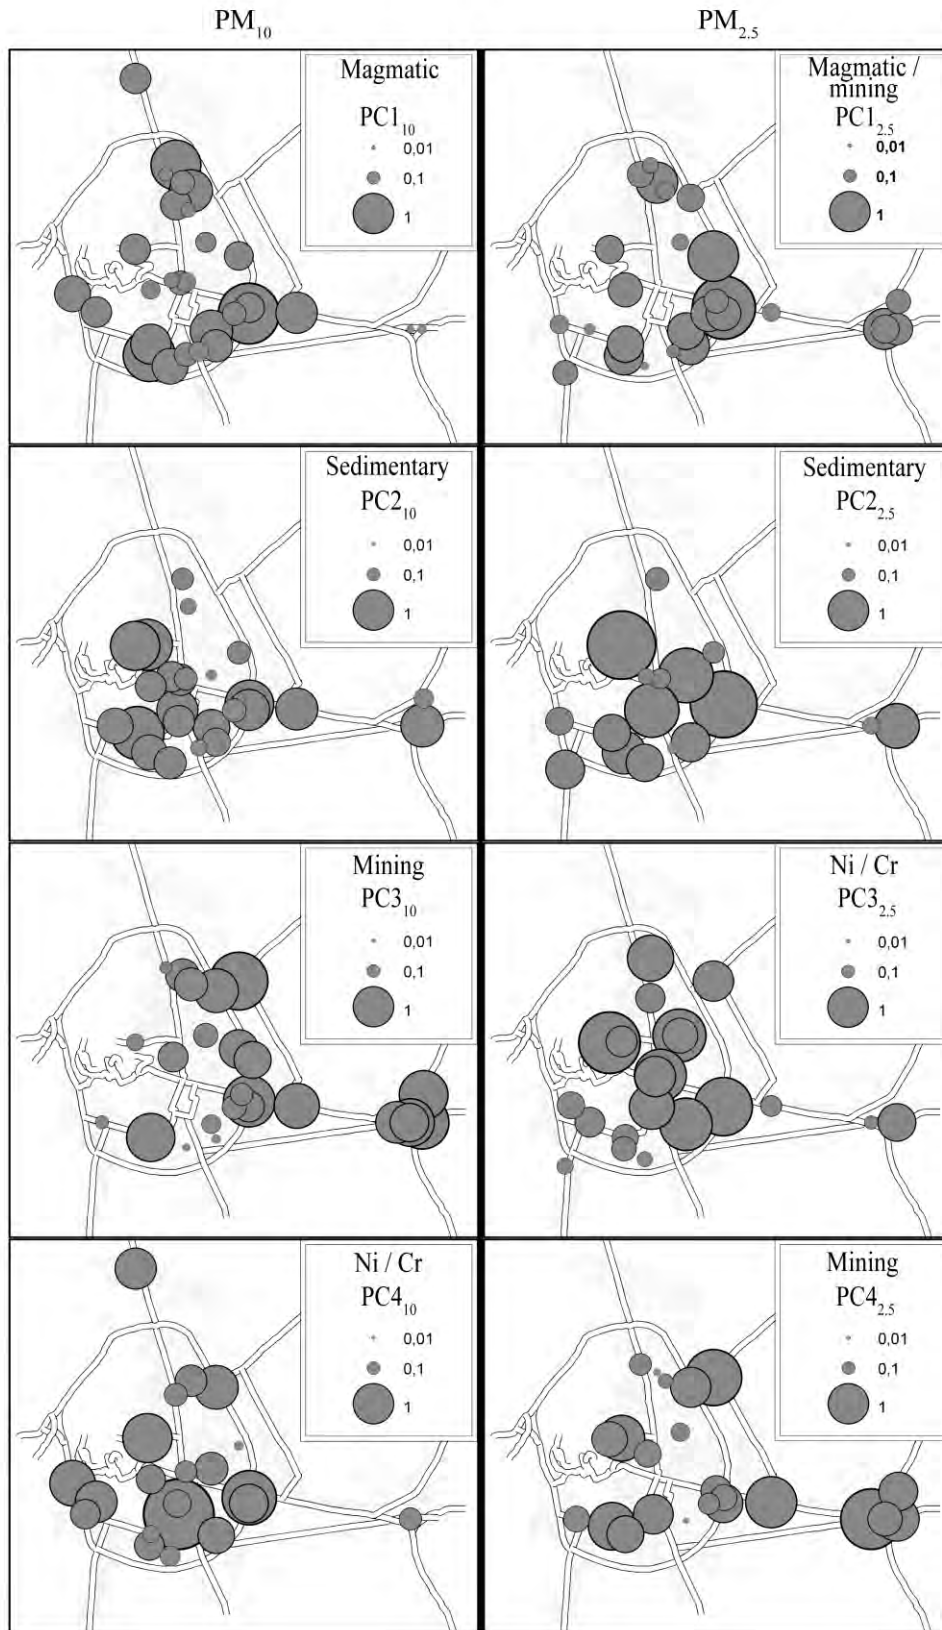 PM10
PM2.5
Magmatic
PC1₁₀
0,01
0,1
1
Magmatic /
mining
PC1₂.₅
0,01
0,1
1
Sedimentary
PC2₁₀
0,01
0,1
1
Sedimentary
PC2₂.₅
0,01
0,1
1
Mining
PC3₁₀
0,01
0,1
1
Ni / Cr
PC3₂.₅
0,01
0,1
1
Ni / Cr
PC4₁₀
0,01
0,1
1
Mining
PC4₂.₅
0,01
0,1
1